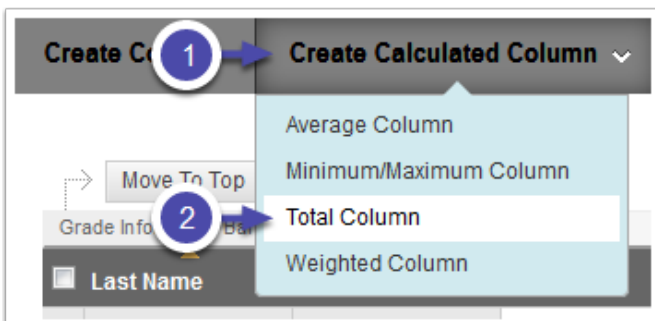 Create Co 1 Create Calculated Column
Average Column
Minimum/Maximum Column
Move To Top
2 Total Column
Grade Info Bar
Weighted Column
Last Name